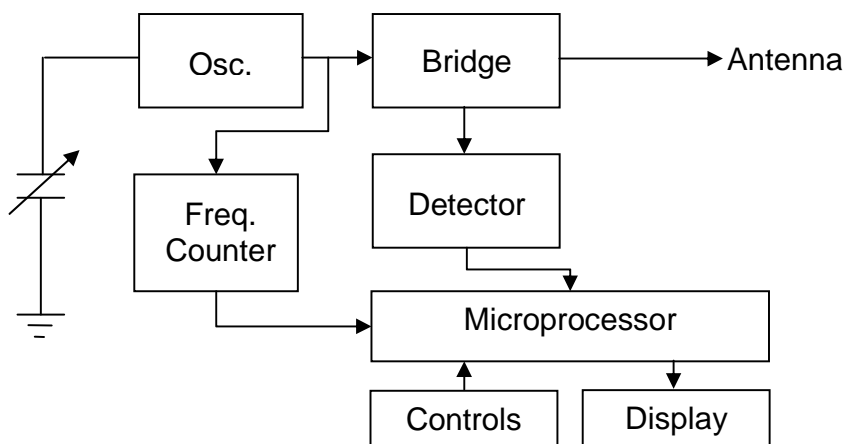 Osc.
Bridge
Antenna
Freq.
Counter
Detector
Microprocessor
Controls
Display